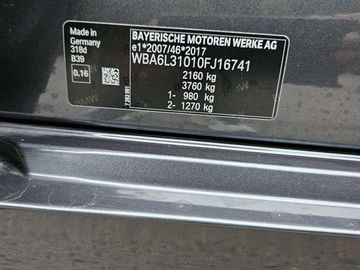 Made in
Germany
318d
B39
0.16
BAYERISCHE MOTOREN WERKE AG
e1*2007/46*2017
WBA6L31010FJ16741
2160 kg
3760 kg
1- 980 kg
2- 1270 kg